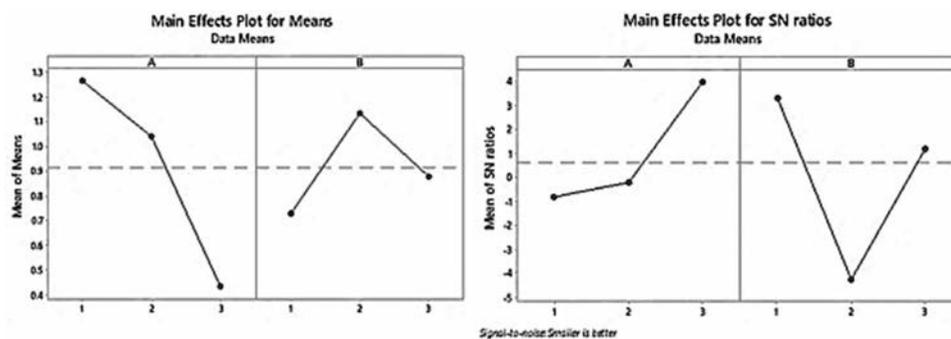 Main Effects Plot for Means
Data Means
A B
Mean of Means
1.3
1.2
1.1
1.0
0.9
0.8
0.7
0.6
0.5
0.4
1 2 3 1 2 3
Main Effects Plot for SN ratios
Data Means
A B
Mean of SN ratios
4
3
2
1
0
-1
-2
-3
-4
-5
1 2 3 1 2 3
Signal-to-noise: Smaller is better